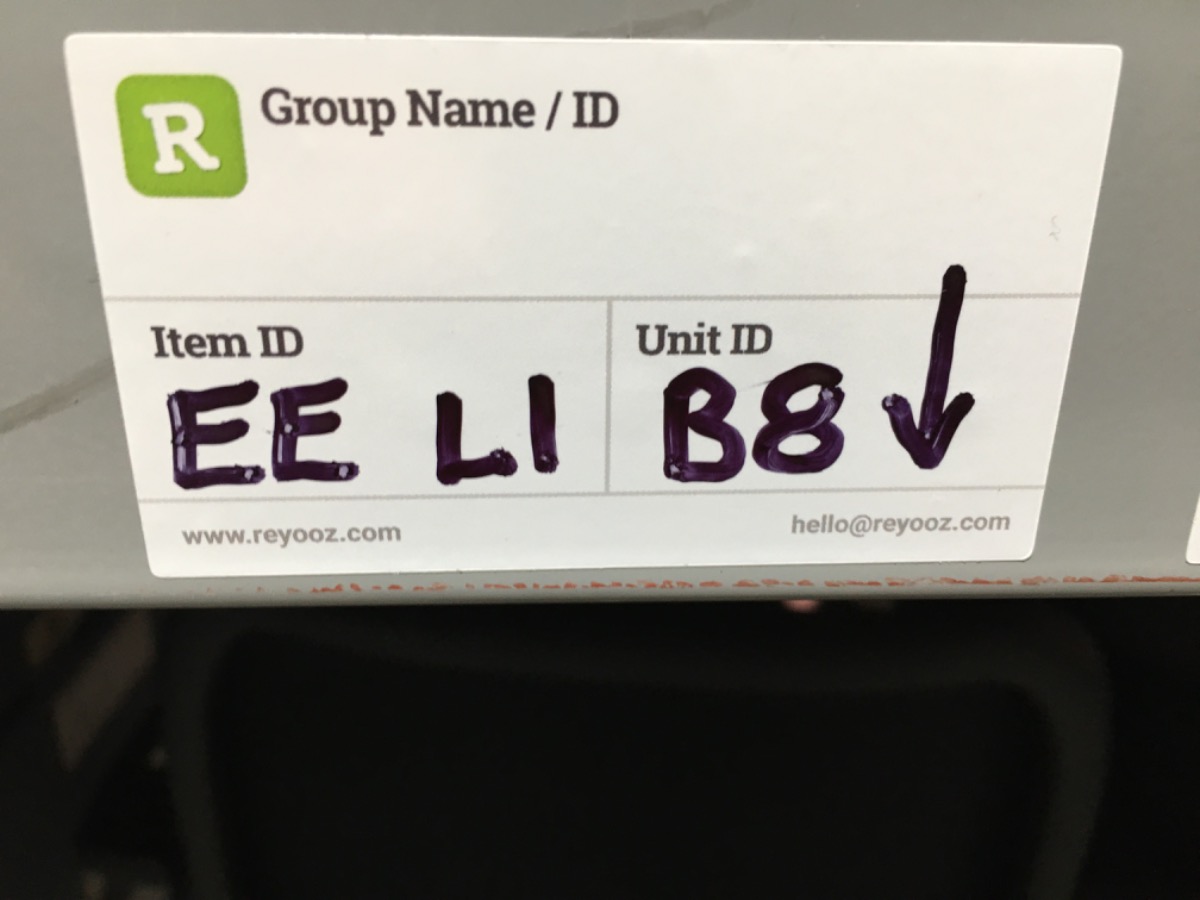 R Group Name / ID
Item ID Unit ID
EE L1 B8 ↓
www.reyooz.com hello@reyooz.com